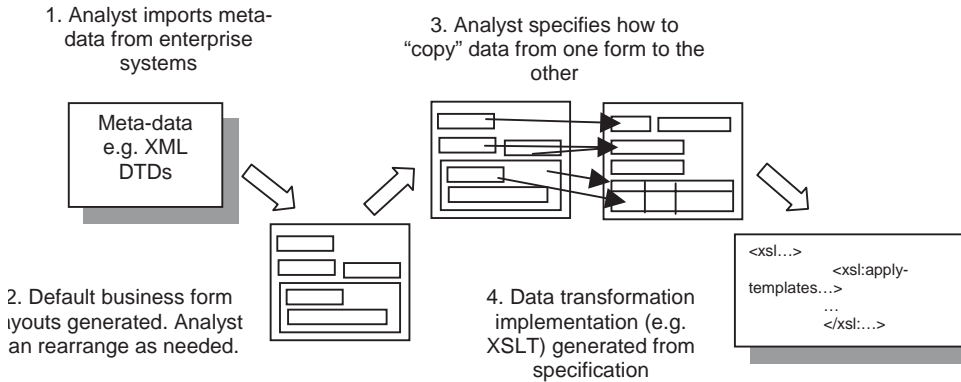 1. Analyst imports meta-
data from enterprise
systems
Meta-data
e.g. XML
DTDs
2. Default business form
ayouts generated. Analyst
an rearrange as needed.
3. Analyst specifies how to
“copy” data from one form to the
other
4. Data transformation
implementation (e.g.
XSLT) generated from
specification
<xsl…>
<xsl:apply-
templates…>
…
</xsl:…>